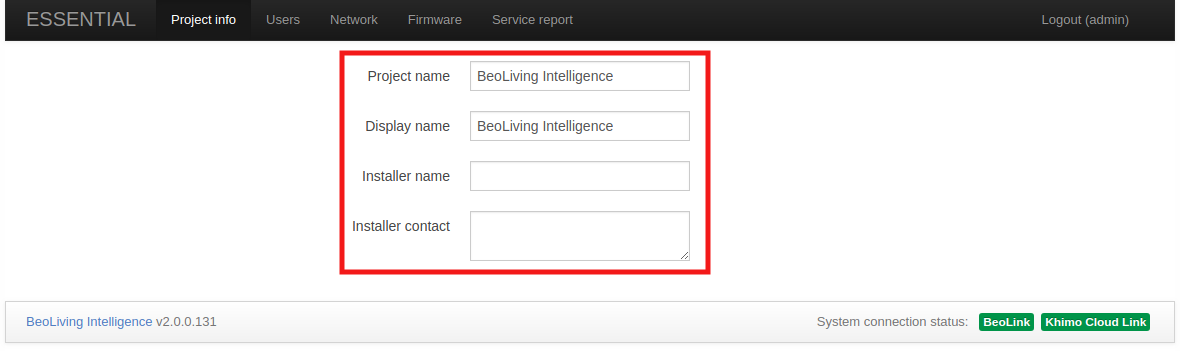 ESSENTIAL Project info Users Network Firmware Service report Logout (admin)
Project name BeoLiving Intelligence
Display name BeoLiving Intelligence
Installer name
Installer contact
BeoLiving Intelligence v2.0.0.131 System connection status: BeoLink Khimo Cloud Link